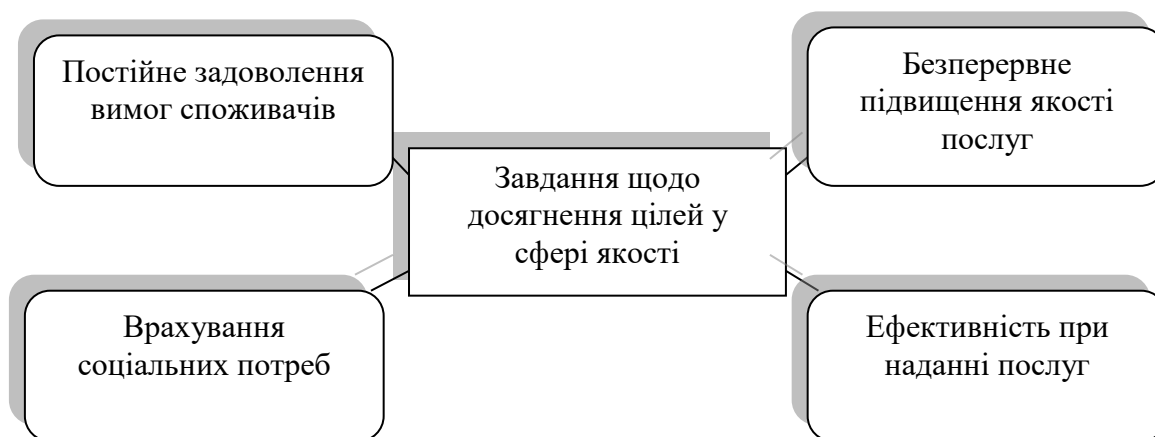 Постійне задоволення
вимог споживачів
Безперервне
підвищення якості
послуг
Завдання щодо
досягнення цілей у
сфері якості
Врахування
соціальних потреб
Ефективність при
наданні послуг